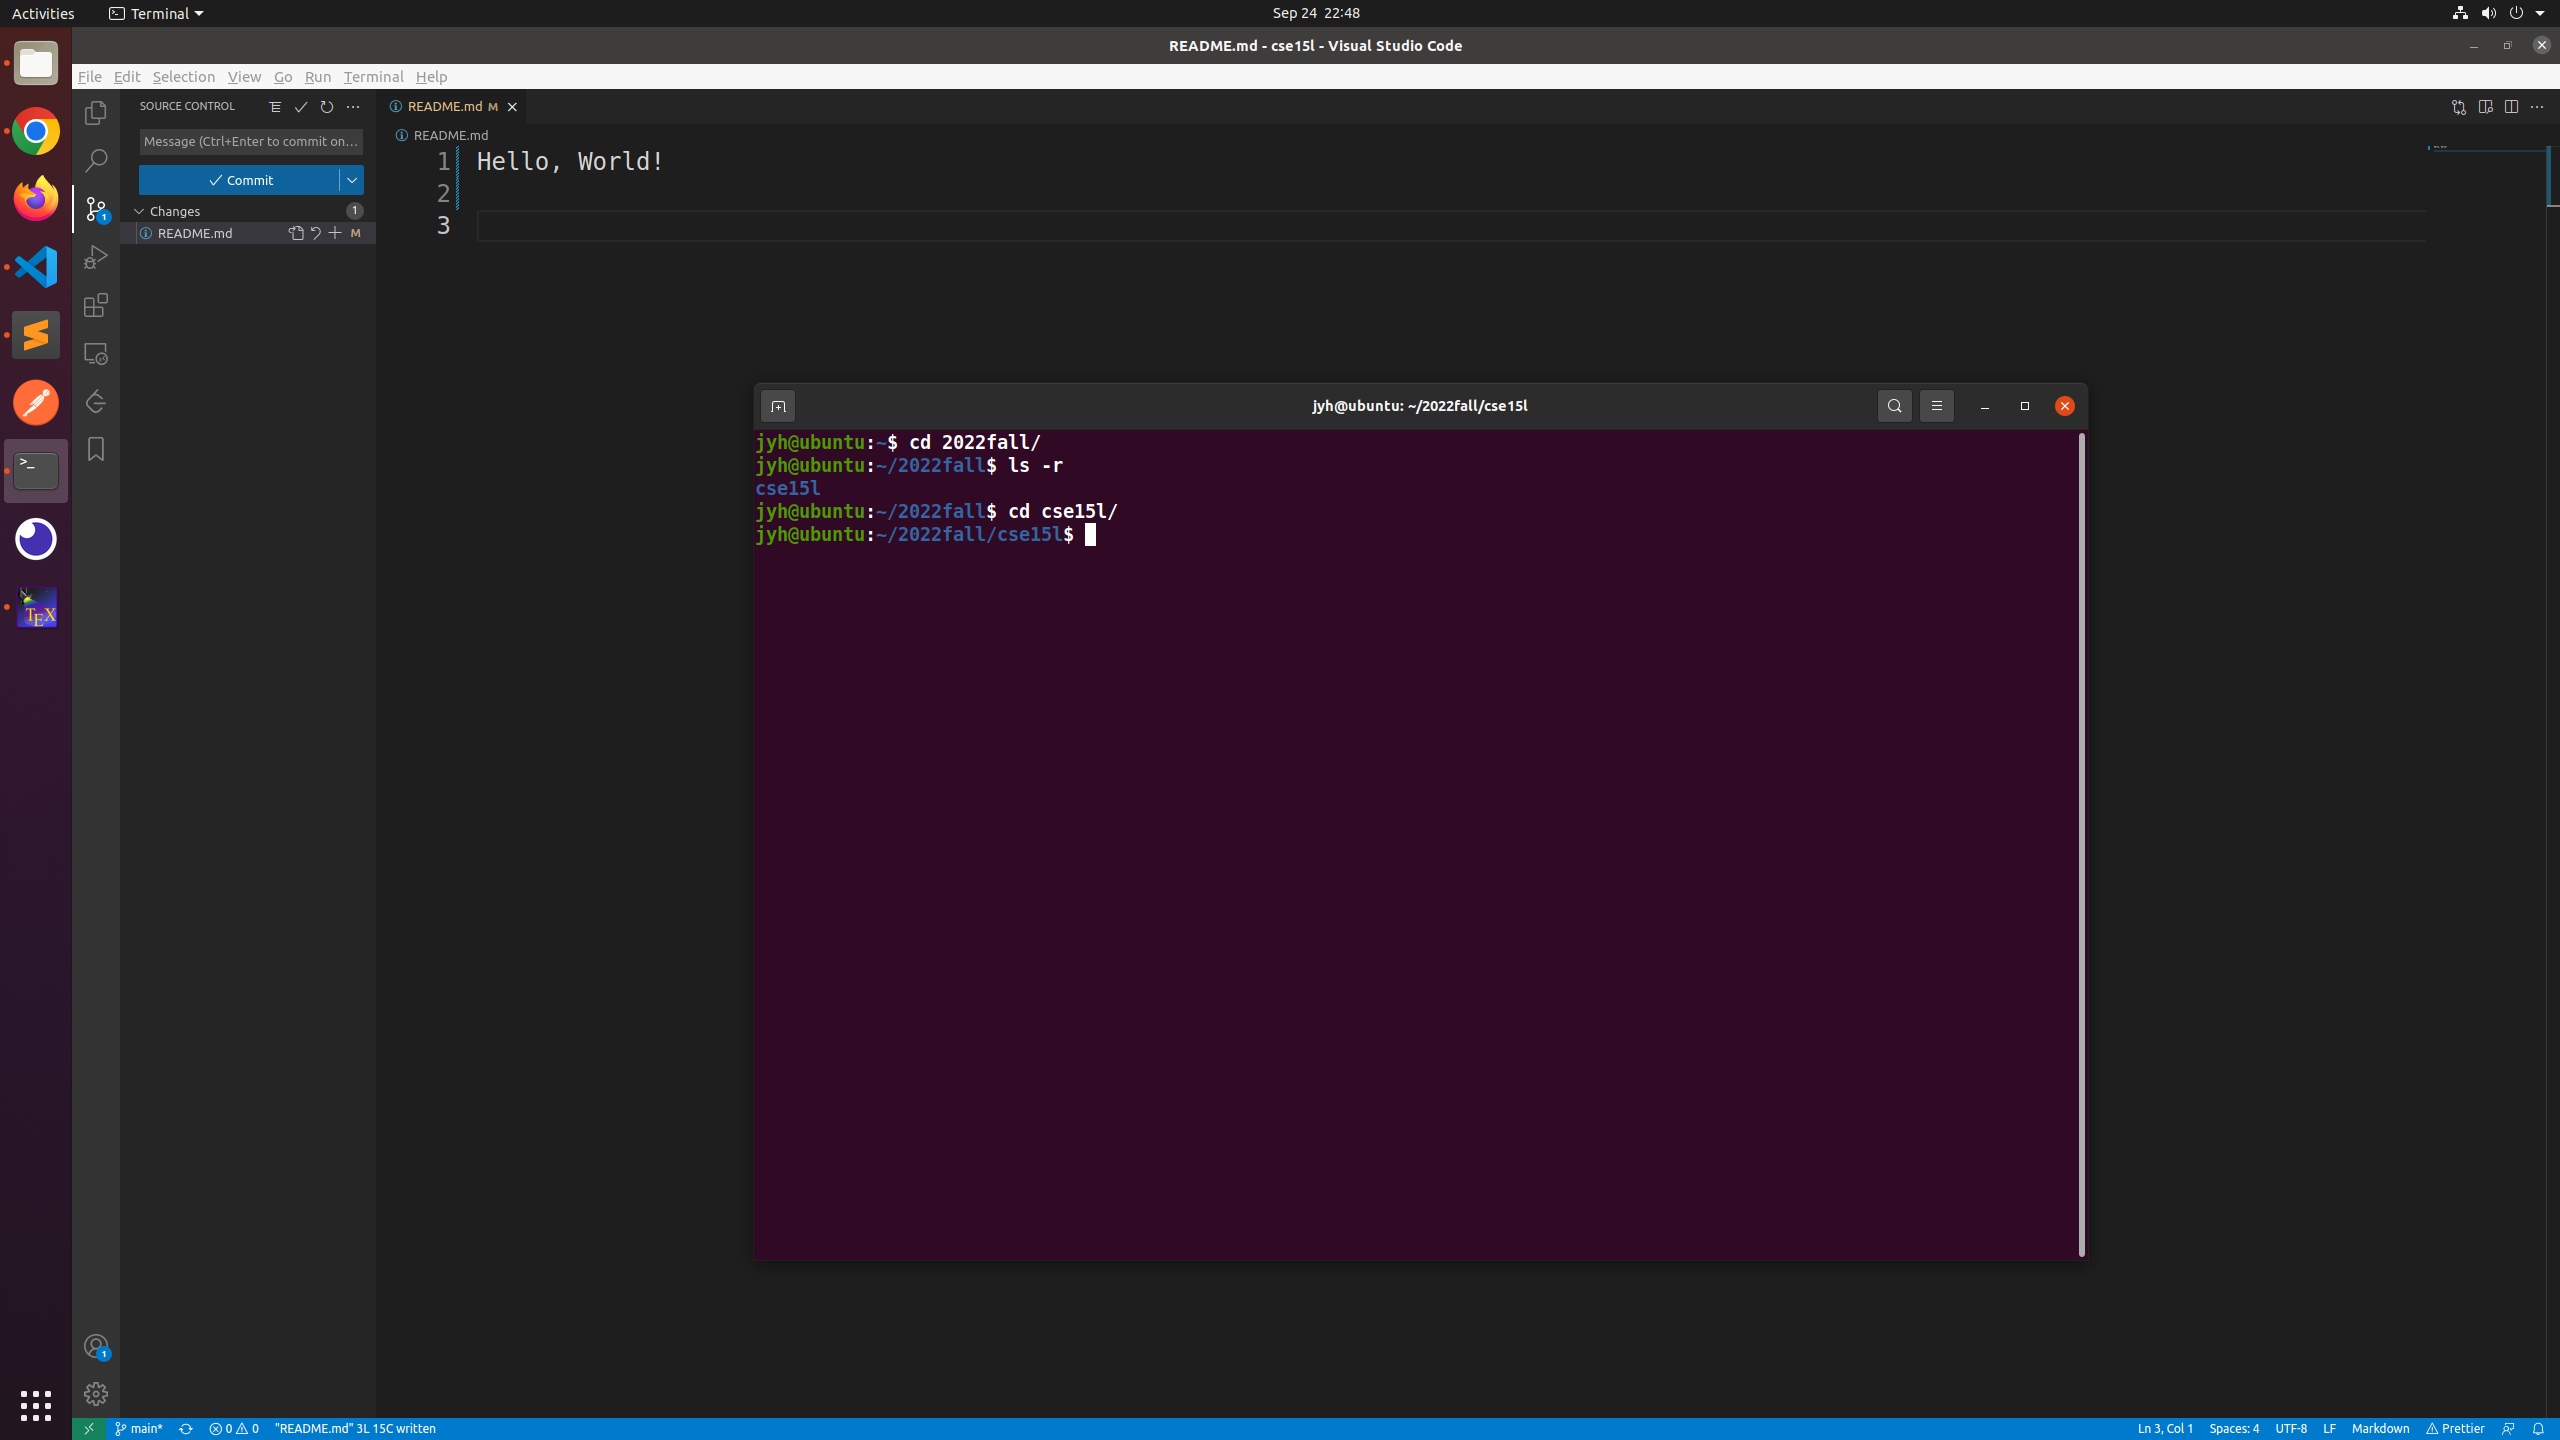 Activities Terminal Sep 24 22:48
README.md - cse15l - Visual Studio Code
File Edit Selection View Go Run Terminal Help
SOURCE CONTROL
README.md M
Message (Ctrl+Enter to commit on...
README.md
Commit
Changes 1
README.md M
1 Hello, World!
2
3
1
jyh@ubuntu: ~/2022fall/cse15l
jyh@ubuntu:~$ cd 2022fall/
jyh@ubuntu:~/2022fall$ ls -r
cse15l
jyh@ubuntu:~/2022fall$ cd cse15l/
jyh@ubuntu:~/2022fall/cse15l$
>_
TEX
1
main* 0 0 "README.md" 3L 15C written Ln 3, Col 1 Spaces: 4 UTF-8 LF Markdown Prettier